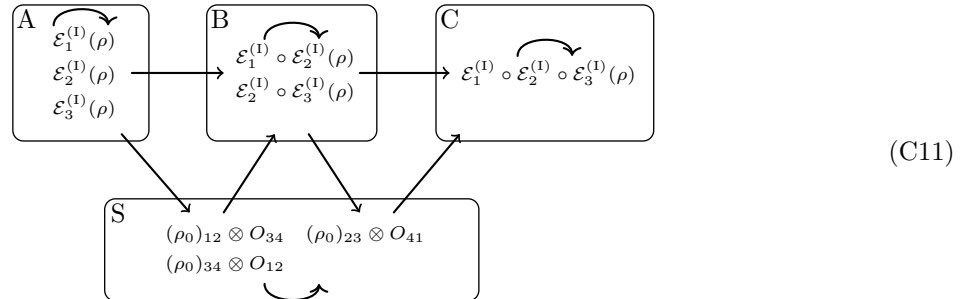 A
ℰ₁^(I)(ρ)
ℰ₂^(I)(ρ)
ℰ₃^(I)(ρ)
B
ℰ₁^(I) ∘ ℰ₂^(I)(ρ)
ℰ₂^(I) ∘ ℰ₃^(I)(ρ)
C
ℰ₁^(I) ∘ ℰ₂^(I) ∘ ℰ₃^(I)(ρ)
(C11)
S
(ρ₀)₁₂ ⊗ O₃₄ (ρ₀)₂₃ ⊗ O₄₁
(ρ₀)₃₄ ⊗ O₁₂